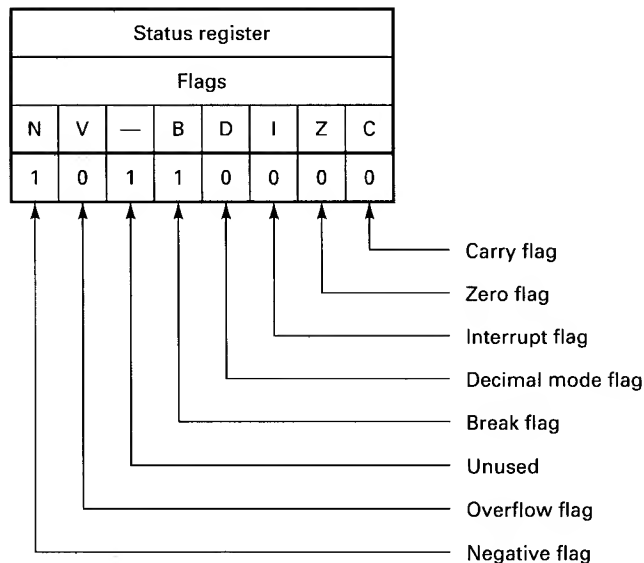 Status register
Flags
N V — B D I Z C
1 0 1 1 0 0 0 0
Carry flag
Zero flag
Interrupt flag
Decimal mode flag
Break flag
Unused
Overflow flag
Negative flag